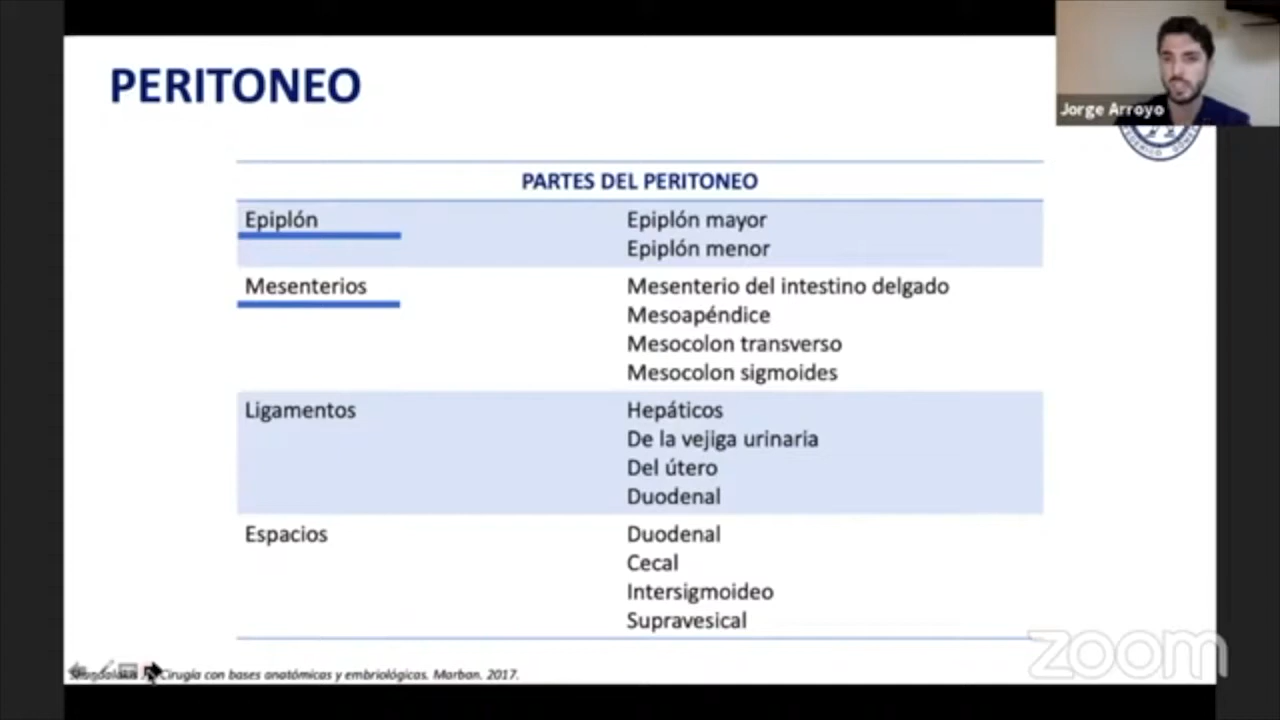 PERITONEO
Jorge Arroyo
PARTES DEL PERITONEO
Epiplón
Epiplón mayor
Epiplón menor
Mesenterios
Mesenterio del intestino delgado
Mesoapéndice
Mesocolon transverso
Mesocolon sigmoides
Ligamentos
Hepáticos
De la vejiga urinaria
Del útero
Duodenal
Espacios
Duodenal
Cecal
Intersigmoideo
Supravesical
Cirugía con bases anatómicas y embriológicas. Marban. 2017.
zoom